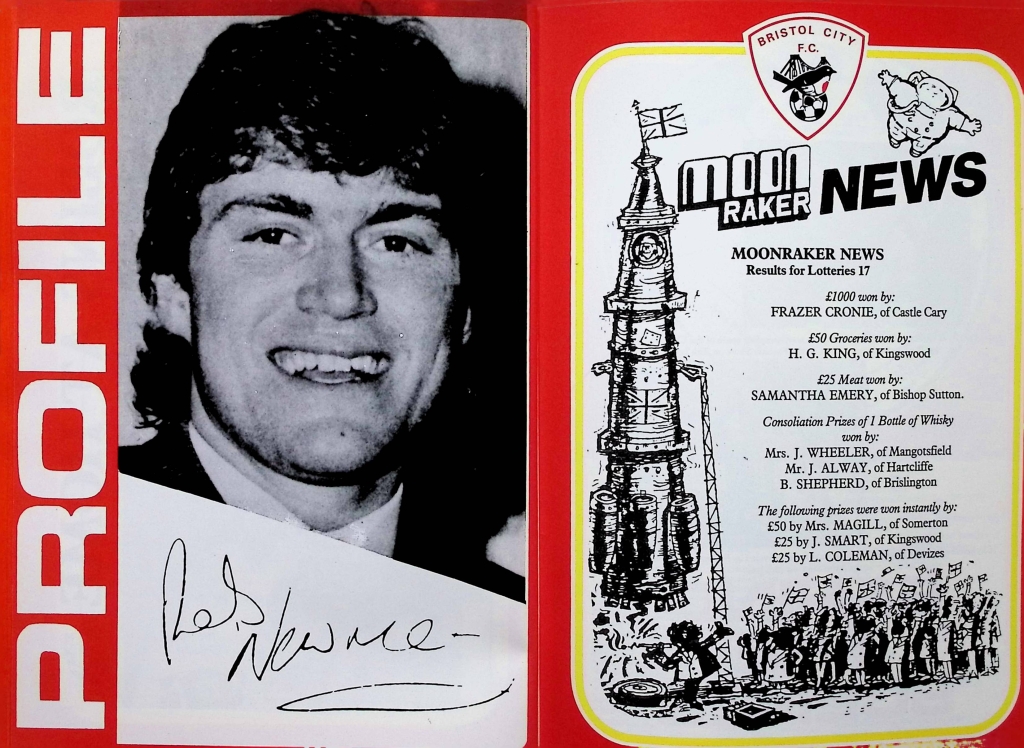 PROFILE
Rob Newman
BRISTOL CITY
F.C.
MOON
RAKER
NEWS
MOONRAKER NEWS
Results for Lotteries 17
£1000 won by:
FRAZER CRONIE, of Castle Cary
£50 Groceries won by:
H. G. KING, of Kingswood
£25 Meat won by:
SAMANTHA EMERY, of Bishop Sutton.
Consoliation Prizes of 1 Bottle of Whisky
won by:
Mrs. J. WHEELER, of Mangotsfield
Mr. J. ALWAY, of Hartcliffe
B. SHEPHERD, of Brislington
The following prizes were won instantly by:
£50 by Mrs. MAGILL, of Somerton
£25 by J. SMART, of Kingswood
£25 by L. COLEMAN, of Devizes